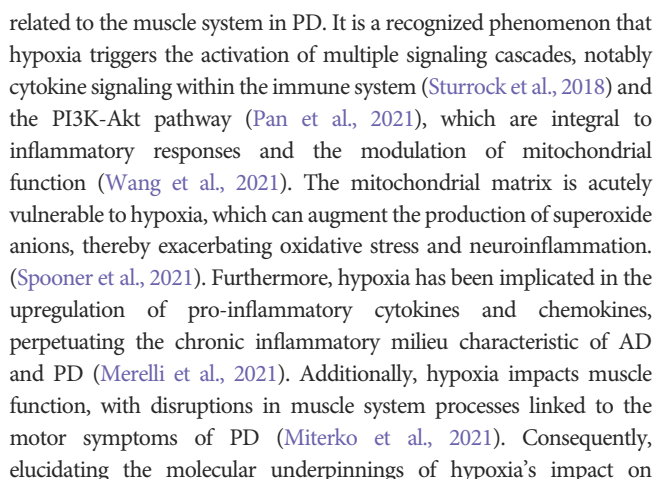 related to the muscle system in PD. It is a recognized phenomenon that
hypoxia triggers the activation of multiple signaling cascades, notably
cytokine signaling within the immune system (Sturrock et al., 2018) and
the PI3K-Akt pathway (Pan et al., 2021), which are integral to
inflammatory responses and the modulation of mitochondrial
function (Wang et al., 2021). The mitochondrial matrix is acutely
vulnerable to hypoxia, which can augment the production of superoxide
anions, thereby exacerbating oxidative stress and neuroinflammation.
(Spooner et al., 2021). Furthermore, hypoxia has been implicated in the
upregulation of pro-inflammatory cytokines and chemokines,
perpetuating the chronic inflammatory milieu characteristic of AD
and PD (Merelli et al., 2021). Additionally, hypoxia impacts muscle
function, with disruptions in muscle system processes linked to the
motor symptoms of PD (Miterko et al., 2021). Consequently,
elucidating the molecular underpinnings of hypoxia's impact on